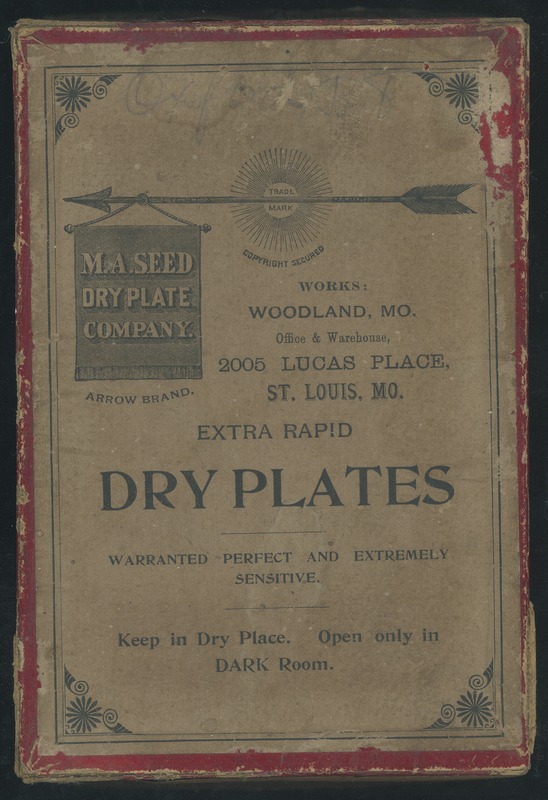 TRADE
MARK
COPYRIGHT SECURED
M.A. SEED
DRY PLATE
COMPANY.
ARROW BRAND.
WORKS:
WOODLAND, MO.
Office & Warehouse,
2005 LUCAS PLACE,
ST. LOUIS, MO.
EXTRA RAPID
DRY PLATES
WARRANTED PERFECT AND EXTREMELY
SENSITIVE.
Keep in Dry Place. Open only in
DARK Room.